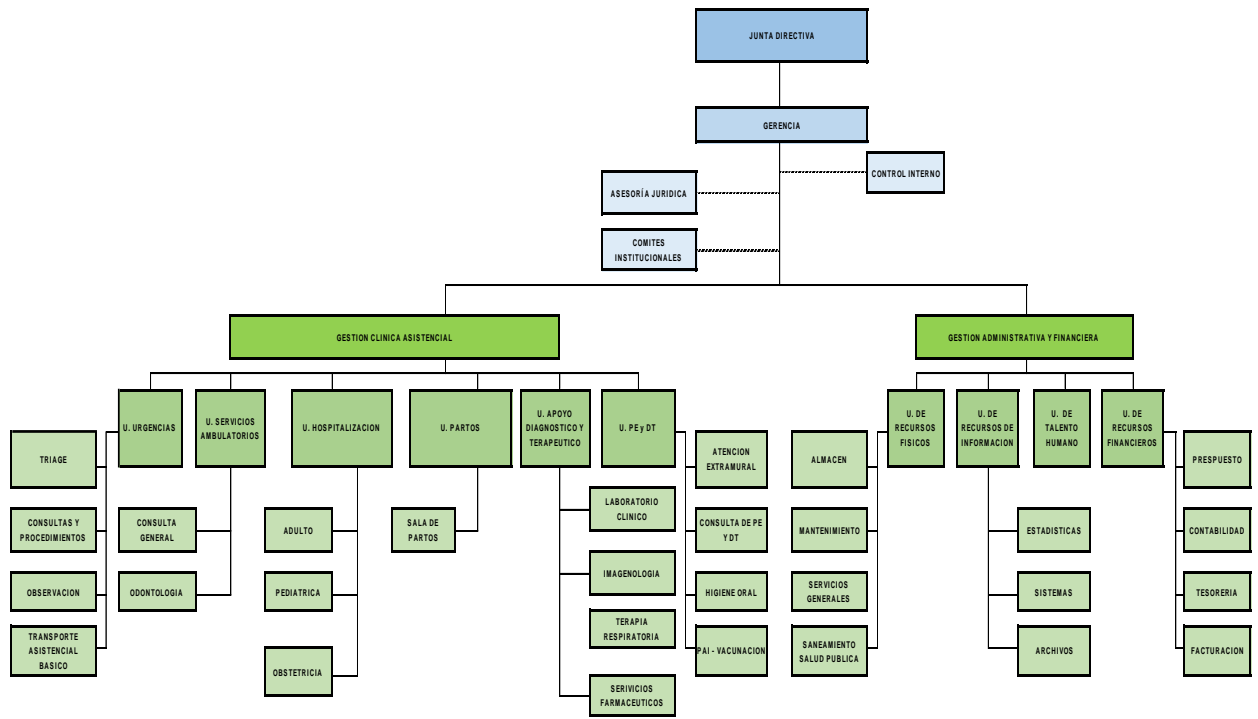 JUNTA DIRECTIVA
GERENCIA
CONTROL INTERNO
ASESORÍA JURIDICA
COMITES
INSTITUCIONALES
GESTION CLINICA ASISTENCIAL
GESTION ADMINISTRATIVA Y FINANCIERA
U. URGENCIAS
U. SERVICIOS
AMBULATORIOS
U. HOSPITALIZACION
U. PARTOS
U. APOYO
DIAGNOSTICO Y
TERAPEUTICO
U. PE y DT
U. DE
RECURSOS
FISICOS
U. DE
RECURSOS DE
INFORMACION
U. DE
TALENTO
HUMANO
U. DE
RECURSOS
FINANCIEROS
TRIAGE
CONSULTAS Y
PROCEDIMIENTOS
OBSERVACION
TRANSPORTE
ASISTENCIAL
BASICO
CONSULTA
GENERAL
ODONTOLOGIA
ADULTO
PEDIATRICA
OBSTETRICIA
SALA DE
PARTOS
LABORATORIO
CLINICO
IMAGENOLOGIA
TERAPIA
RESPIRATORIA
SERIVICIOS
FARMACEUTICOS
ATENCION
EXTRAMURAL
CONSULTA DE PE
Y DT
HIGIENE ORAL
PAI - VACUNACION
ALMACEN
MANTENIMIENTO
SERVICIOS
GENERALES
SANEAMIENTO
SALUD PUBLICA
ESTADISTICAS
SISTEMAS
ARCHIVOS
PRESPUESTO
CONTABILIDAD
TESORERIA
FACTURACION